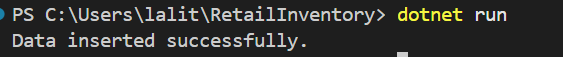 PS C:\Users\lalit\RetailInventory> dotnet run
Data inserted successfully.